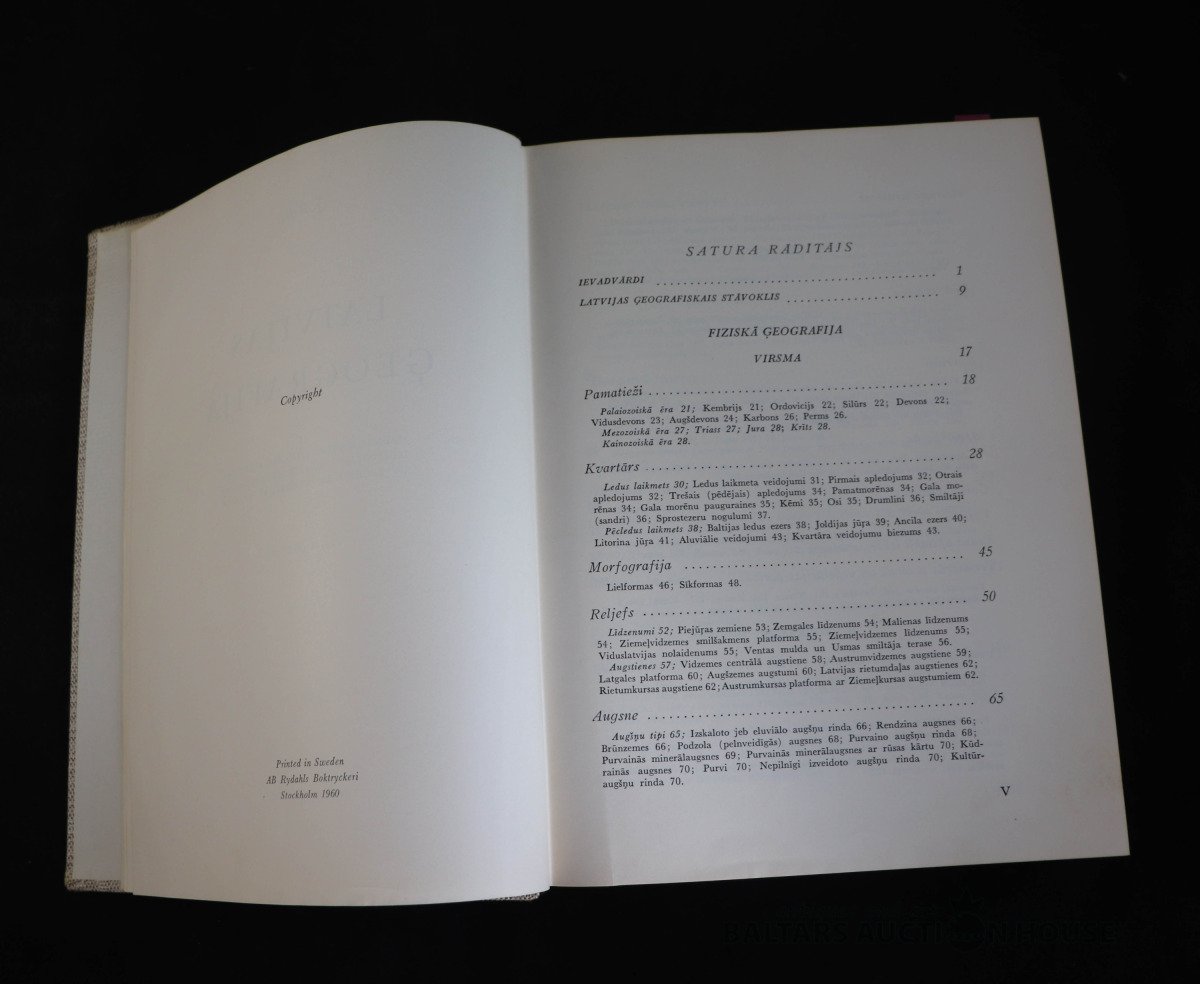 Copyright
Printed in Sweden
AB Rydahls Boktryckeri
Stockholm 1960
SATURA RĀDĪTĀJS
IEVADVĀRDI ........................ 1
LATVIJAS ĢEOGRAFISKAIS STĀVOKLIS ........................ 9
FIZISKĀ ĢEOGRAFIJA
VIRSMA 17
Pamatieži ........................ 18
Palaiozoiskā ēra 21; Kembrijs 21; Ordovicijs 22; Silūrs 22; Devons 22;
Vidusdevons 23; Augšdevons 24; Karbons 26; Perms 26.
Mezozoiskā ēra 27; Triass 27; Jura 28; Krīts 28.
Kainozoiskā ēra 28.
Kvartārs ........................ 28
Ledus laikmets 30; Ledus laikmeta veidojumi 31; Pirmais apledojums 32; Otrais
apledojums 32; Trešais (pēdējais) apledojums 34; Pamatmorēnas 34; Gala mo-
rēnas 34; Gala morēnu pauguraines 35; Kēmi 35; Osi 35; Drumlini 36; Smiltāji
(sandri) 36; Sprostezeru nogulumi 37.
Pēcledus laikmets 38; Baltijas ledus ezers 38; Joldijas jūŗa 39; Ancila ezers 40;
Litorina jūŗa 41; Aluviālie veidojumi 43; Kvartāra veidojumu biezums 43.
Morfografija ........................ 45
Lielformas 46; Sīkformas 48.
Reljefs ........................ 50
Līdzenumi 52; Piejūŗas zemiene 53; Zemgales līdzenums 54; Malienas līdzenums
54; Ziemeļvidzemes smilšakmens platforma 55; Ziemeļvidzemes līdzenums 55;
Viduslatvijas nolaidenums 55; Ventas mulda un Usmas smiltāja terase 56.
Augstienes 57; Vidzemes centrālā augstiene 58; Austrumvidzemes augstiene 59;
Latgales platforma 60; Augšzemes augstumi 60; Latvijas rietumdaļas augstienes 62;
Rietumkursas augstiene 62; Austrumkursas platforma ar Ziemeļkursas augstumiem 62.
Augsne ........................ 65
Augšņu tipi 65; Izskaloto jeb eluviālo augšņu rinda 66; Rendzina augsnes 66;
Brūnzemes 66; Podzola (pelnveidīgās) augsnes 68; Purvaino augšņu rinda 68;
Purvainās minerālaugsnes 69; Purvainās minerālaugsnes ar rūsas kārtu 70; Kūd-
rainās augsnes 70; Purvi 70; Nepilnīgi izveidoto augšņu rinda 70; Kultūr-
augšņu rinda 70.
V
BALTARS AUCTION HOUSE